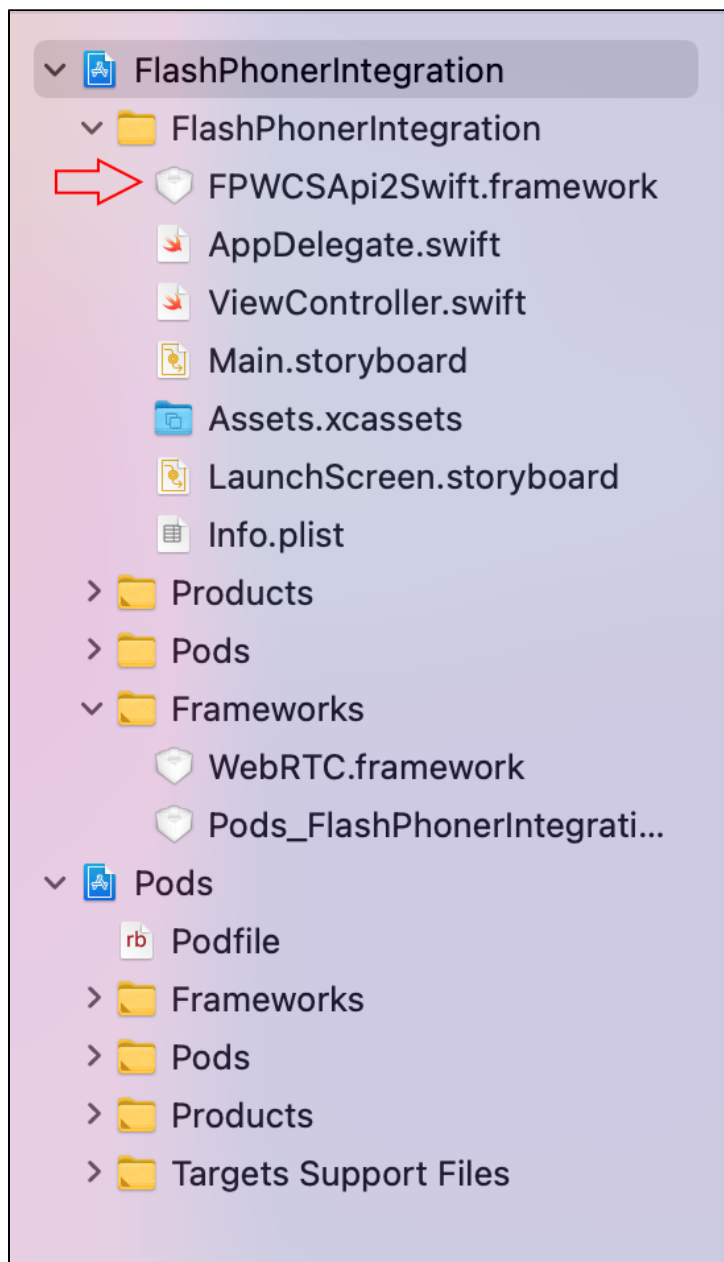 FlashPhonerIntegration
FlashPhonerIntegration
FPWCSApi2Swift.framework
AppDelegate.swift
ViewController.swift
Main.storyboard
Assets.xcassets
LaunchScreen.storyboard
Info.plist
Products
Pods
Frameworks
WebRTC.framework
Pods_FlashPhonerIntegrati...
Pods
rb Podfile
Frameworks
Pods
Products
Targets Support Files